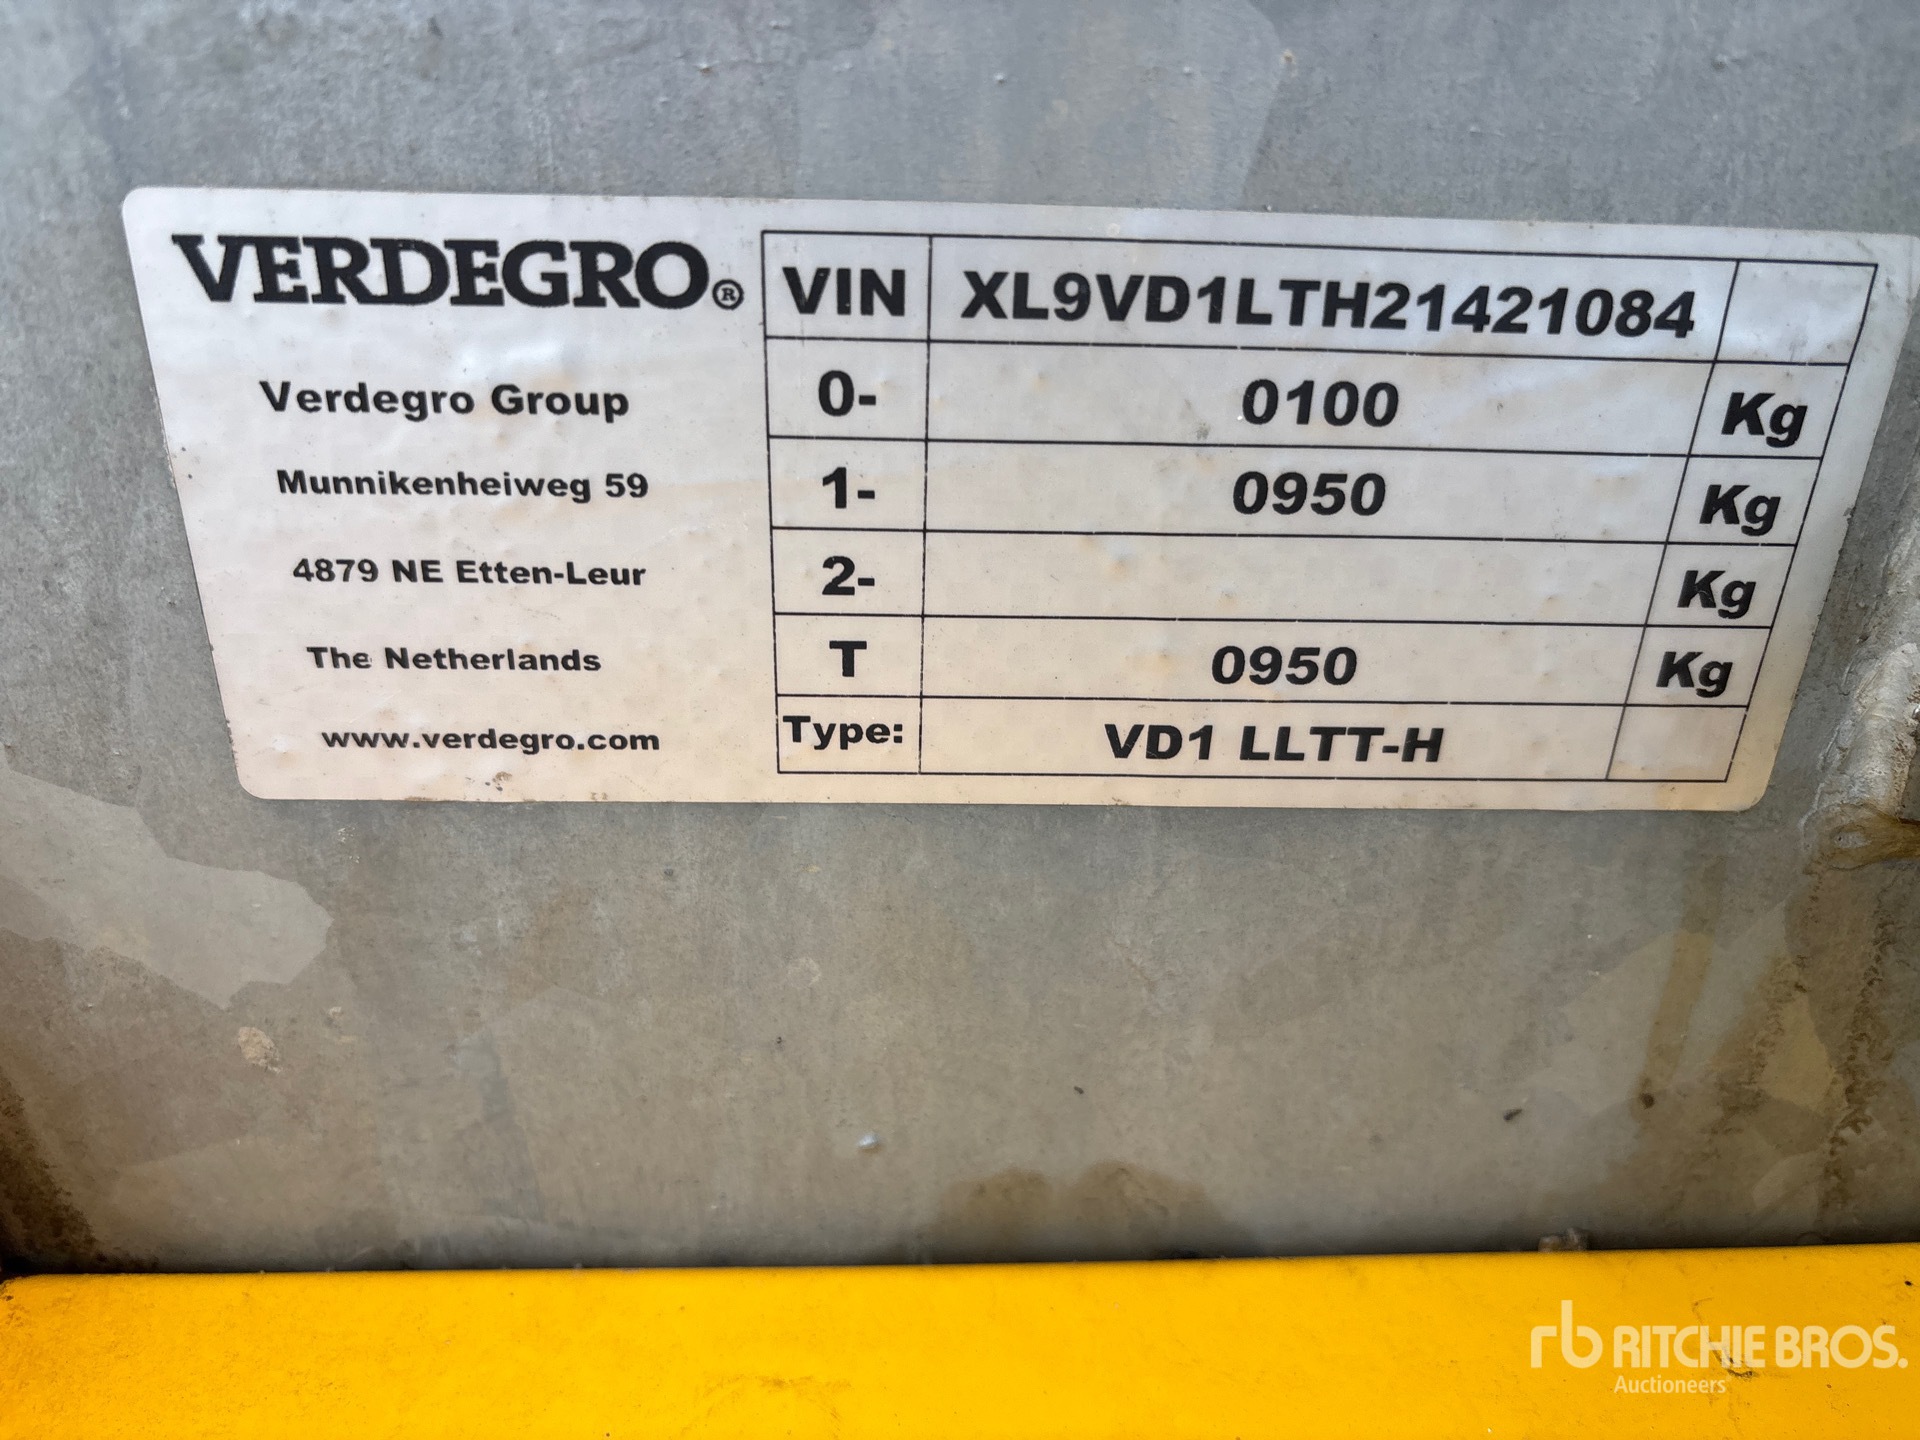 VERDEGRO®
Verdegro Group
Munnikenheiweg 59
4879 NE Etten-Leur
The Netherlands
www.verdegro.com
VIN XL9VD1LTH21421084
0- 0100 Kg
1- 0950 Kg
2- Kg
T 0950 Kg
Type: VD1 LLTT-H
rb RITCHIE BROS.
Auctioneers